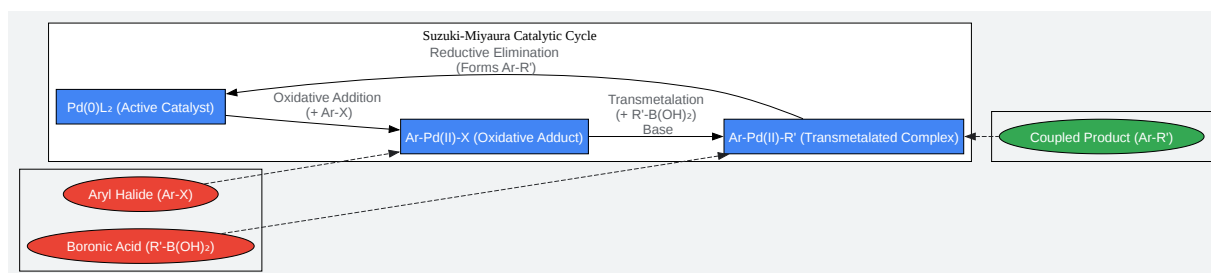 Suzuki-Miyaura Catalytic Cycle
Reductive Elimination
(Forms Ar-R')
Pd(0)L₂ (Active Catalyst)
Oxidative Addition
(+ Ar-X)
Transmetalation
(+ R'-B(OH)₂)
Base
Ar-Pd(II)-X (Oxidative Adduct)
Ar-Pd(II)-R' (Transmetalated Complex)
Coupled Product (Ar-R')
Aryl Halide (Ar-X)
Boronic Acid (R'-B(OH)₂)